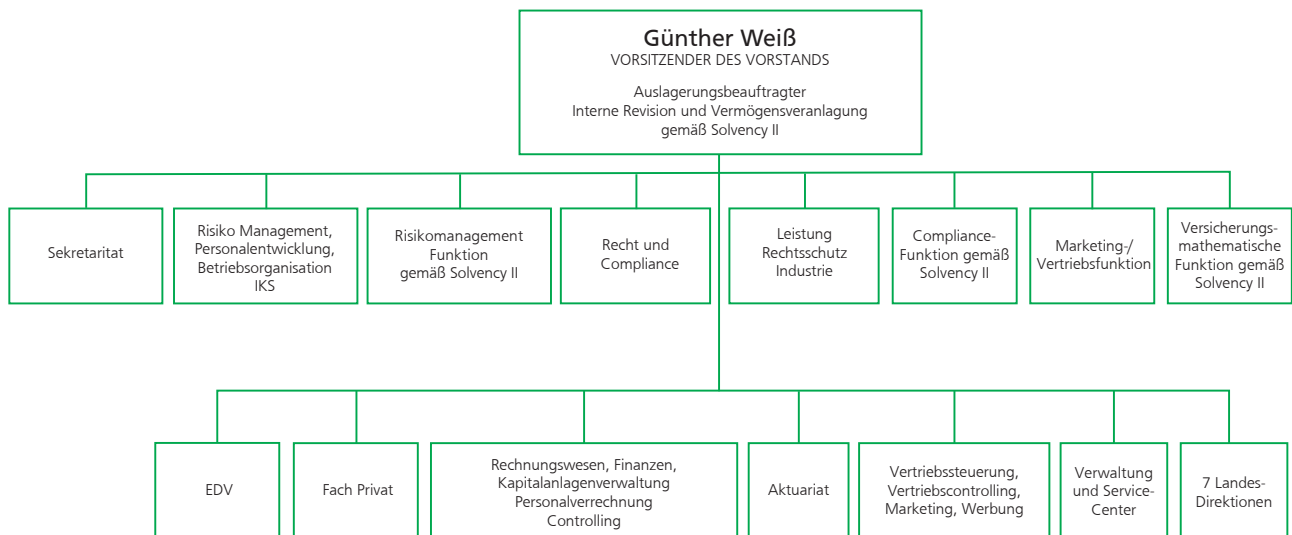 Günther Weiß
VORSITZENDER DES VORSTANDS
Auslagerungsbeauftragter
Interne Revision und Vermögensveranlagung
gemäß Solvency II
Sekretaritat
Risiko Management,
Personalentwicklung,
Betriebsorganisation
IKS
Risikomanagement
Funktion
gemäß Solvency II
Recht und
Compliance
Leistung
Rechtsschutz
Industrie
Compliance-
Funktion gemäß
Solvency II
Marketing-/
Vertriebsfunktion
Versicherungs-
mathematische
Funktion gemäß
Solvency II
EDV
Fach Privat
Rechnungswesen, Finanzen,
Kapitalanlagenverwaltung
Personalverrechnung
Controlling
Aktuariat
Vertriebssteuerung,
Vertriebscontrolling,
Marketing, Werbung
Verwaltung
und Service-
Center
7 Landes-
Direktionen